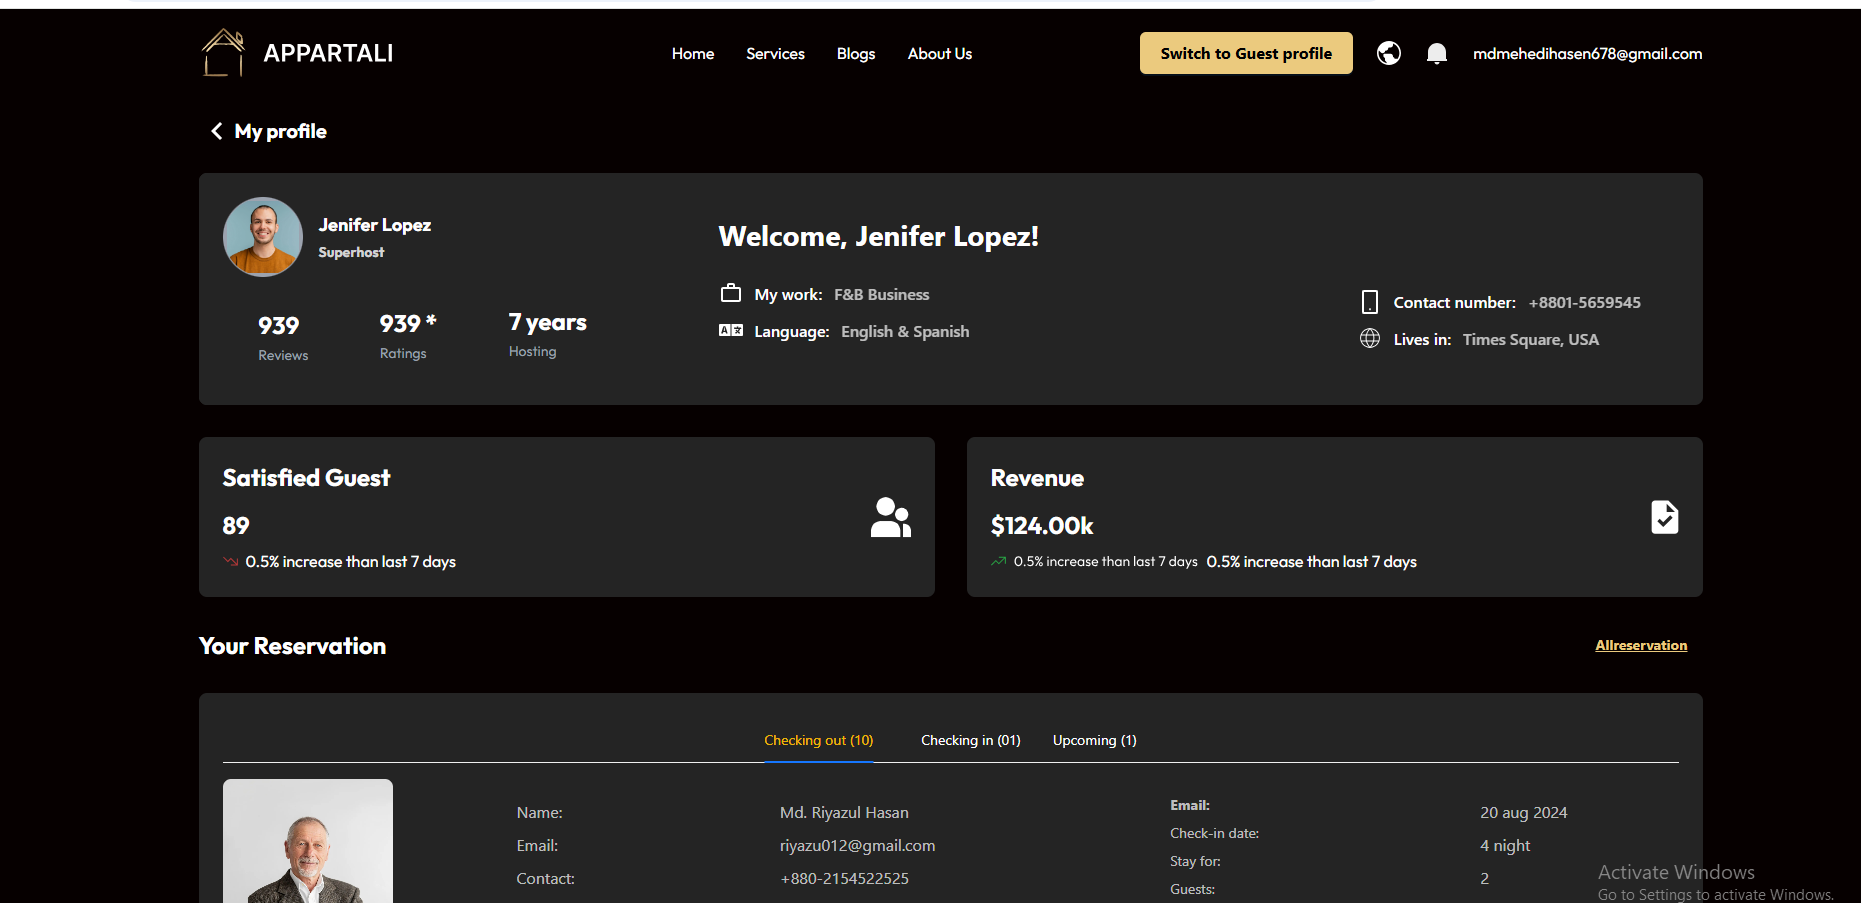 APPARTALI
Home Services Blogs About Us
Switch to Guest profile
mdmehedihasen678@gmail.com
My profile
Jenifer Lopez
Superhost
939 939 * 7 years
Reviews Ratings Hosting
Welcome, Jenifer Lopez!
My work: F&B Business
Language: English & Spanish
Contact number: +8801-5659545
Lives in: Times Square, USA
Satisfied Guest
89
0.5% increase than last 7 days
Revenue
$124.00k
0.5% increase than last 7 days 0.5% increase than last 7 days
Your Reservation
Allreservation
Checking out (10) Checking in (01) Upcoming (1)
Name: Md. Riyazul Hasan
Email: riyazu012@gmail.com
Contact: +880-2154522525
Email: 20 aug 2024
Check-in date: 4 night
Stay for: 2
Guests:
Activate Windows
Go to Settings to activate Windows.